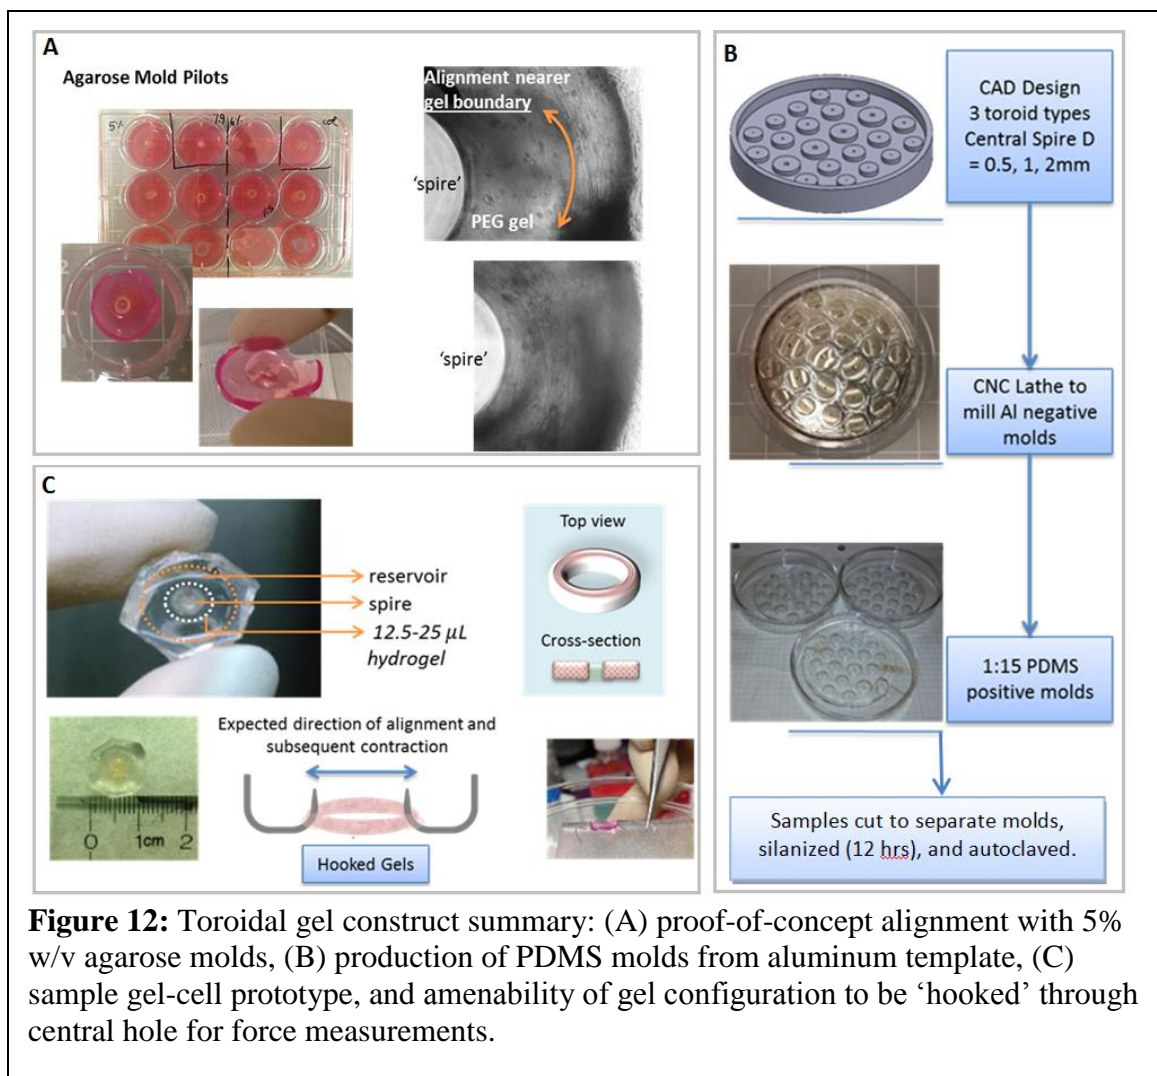 A
Agarose Mold Pilots
5%
6%
col
Alignment nearer
gel boundary
'spire'
PEG gel
'spire'
B
CAD Design
3 toroid types
Central Spire D
= 0.5, 1, 2mm
CNC Lathe to
mill Al negative
molds
1:15 PDMS
positive molds
Samples cut to separate molds,
silanized (12 hrs), and autoclaved.
C
reservoir
spire
12.5-25 μL
hydrogel
Top view
Cross-section
0 1cm 2
Expected direction of alignment and
subsequent contraction
Hooked Gels
Figure 12: Toroidal gel construct summary: (A) proof-of-concept alignment with 5%
w/v agarose molds, (B) production of PDMS molds from aluminum template, (C)
sample gel-cell prototype, and amenability of gel configuration to be ‘hooked’ through
central hole for force measurements.